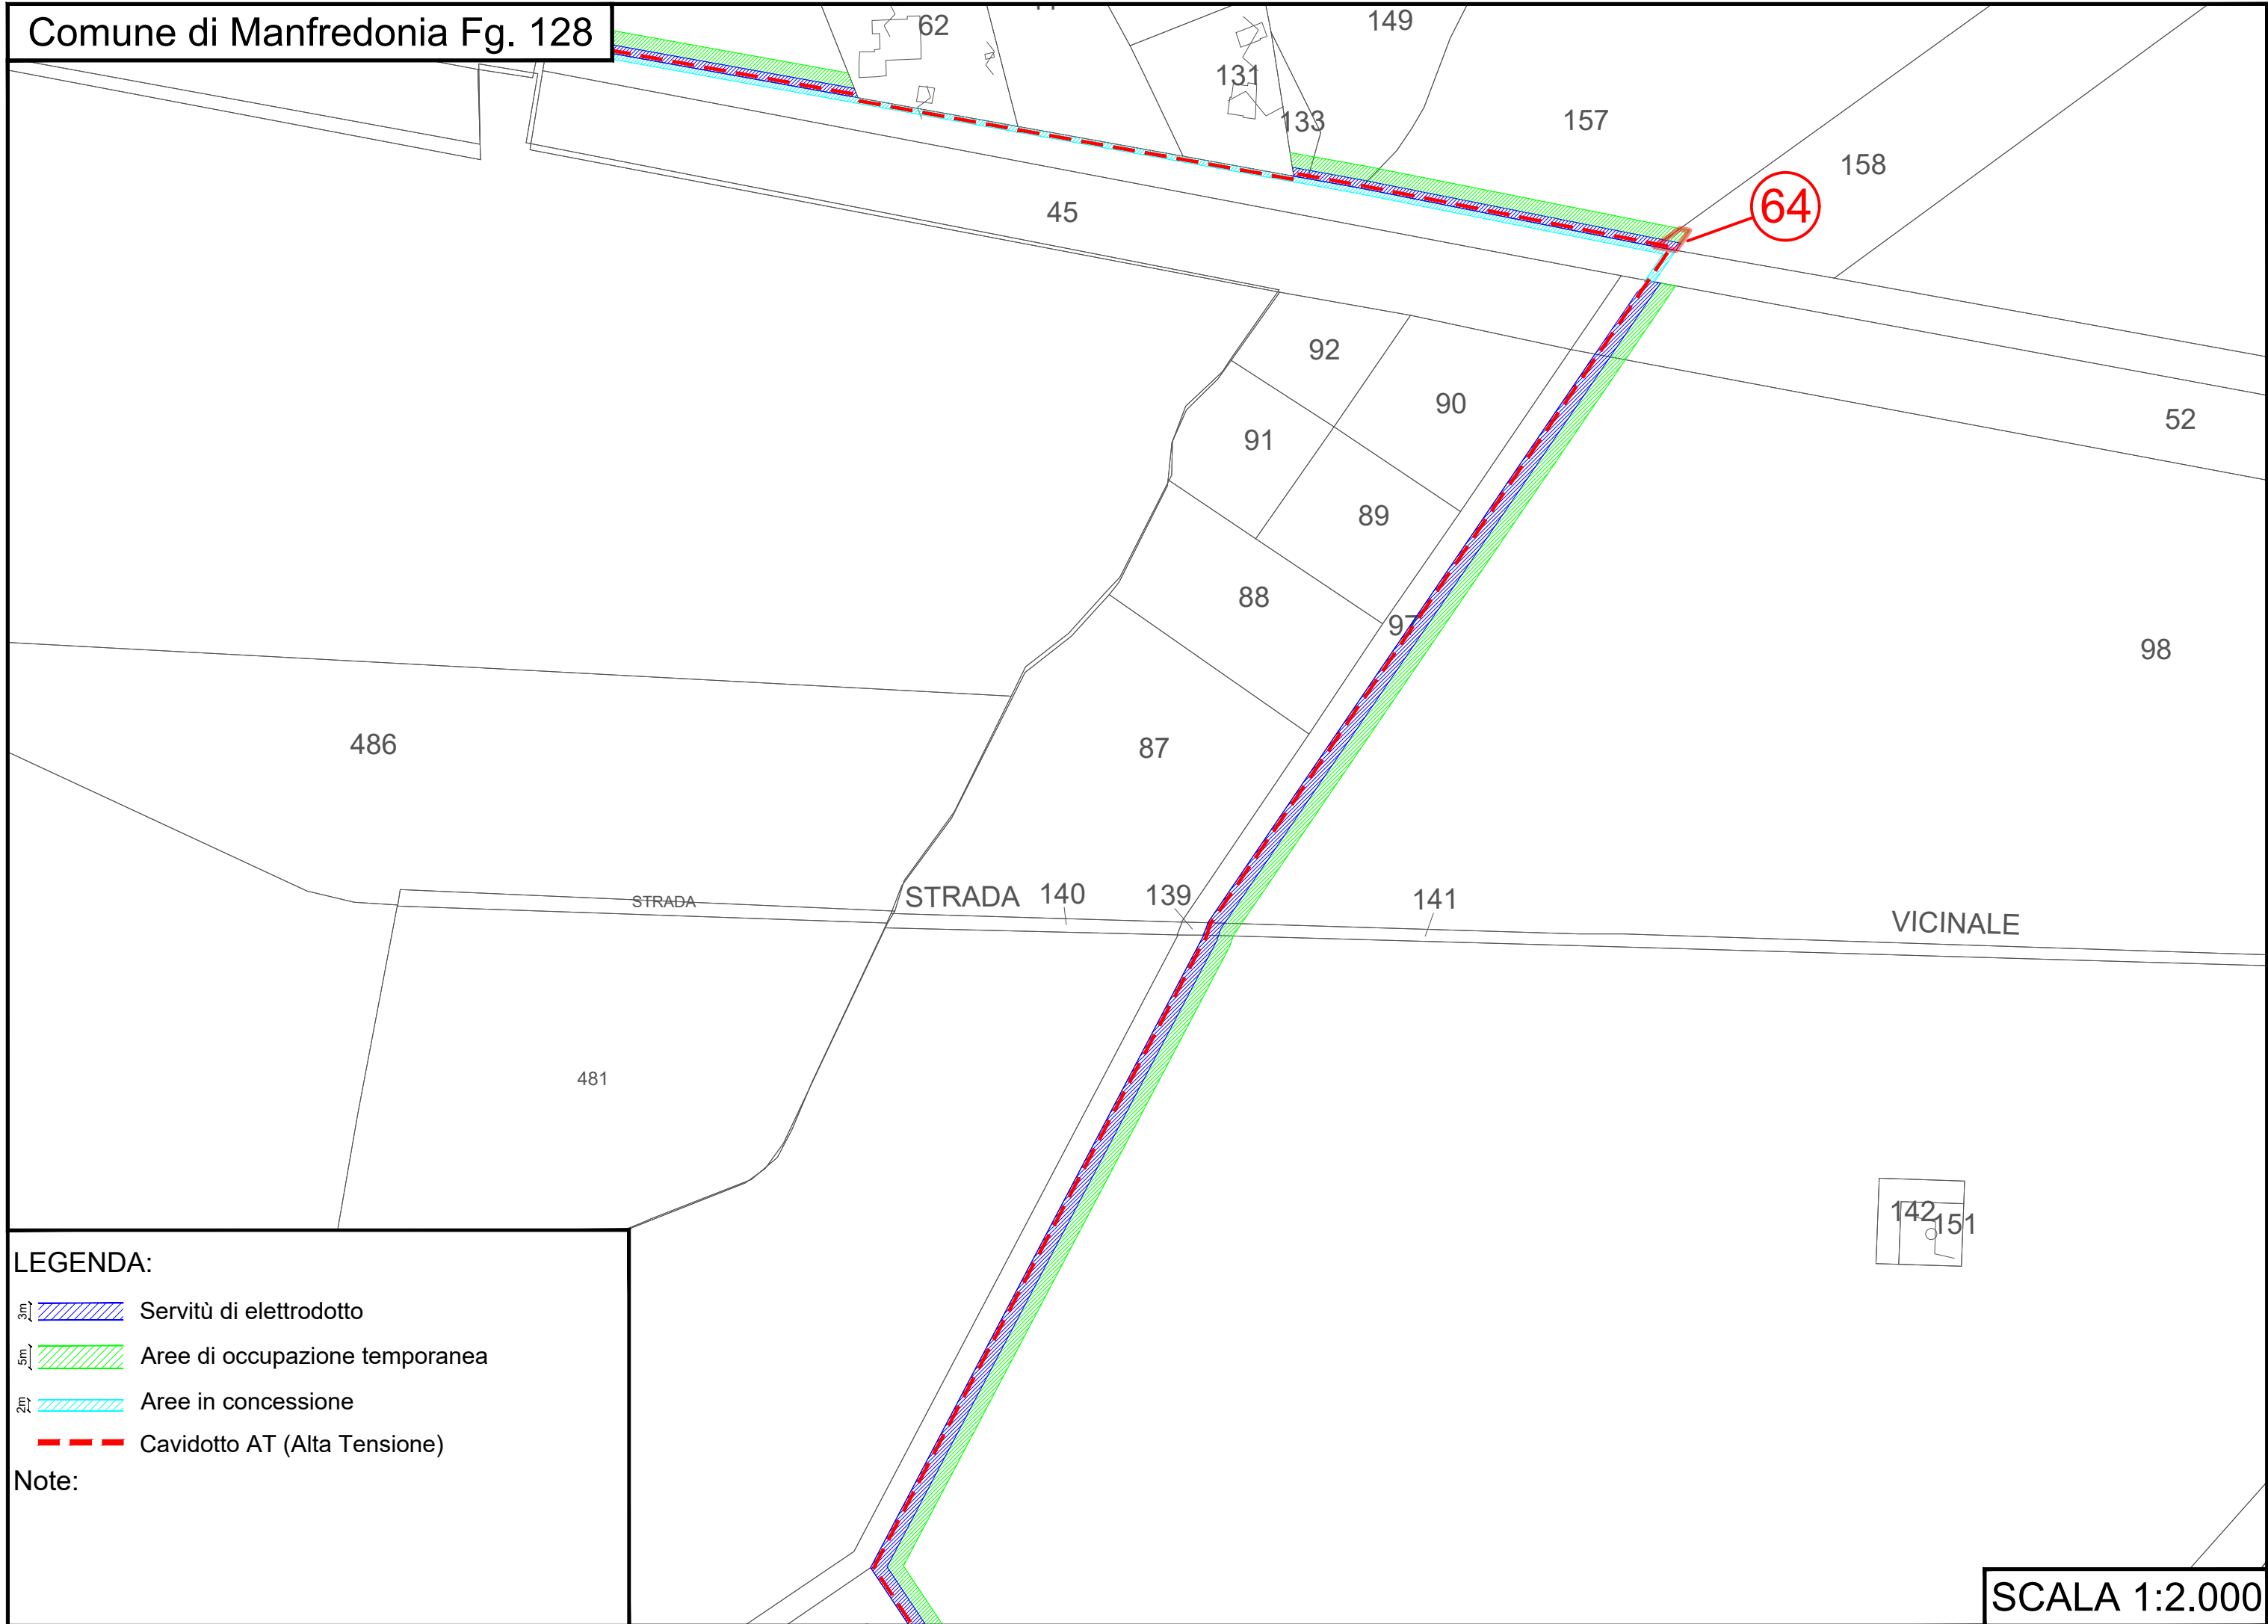 Comune di Manfredonia Fg. 128
62
149
131
133
157
158
64
45
92
90
52
91
89
88
97
98
486
87
STRADA
STRADA
140
139
141
VICINALE
481
142
151
LEGENDA:
3m
Servitù di elettrodotto
5m
Aree di occupazione temporanea
2m
Aree in concessione
Cavidotto AT (Alta Tensione)
Note:
SCALA 1:2.000